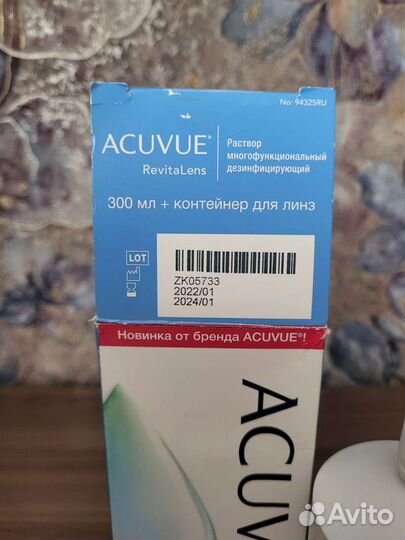 No: 94325RU
ACUVUE®
RevitaLens
Раствор
многофункциональный
дезинфицирующий
300 мл + контейнер для линз
LOT
ZK05733
2022/01
2024/01
Новинка от бренда ACUVUE®!
ACUV
Avito